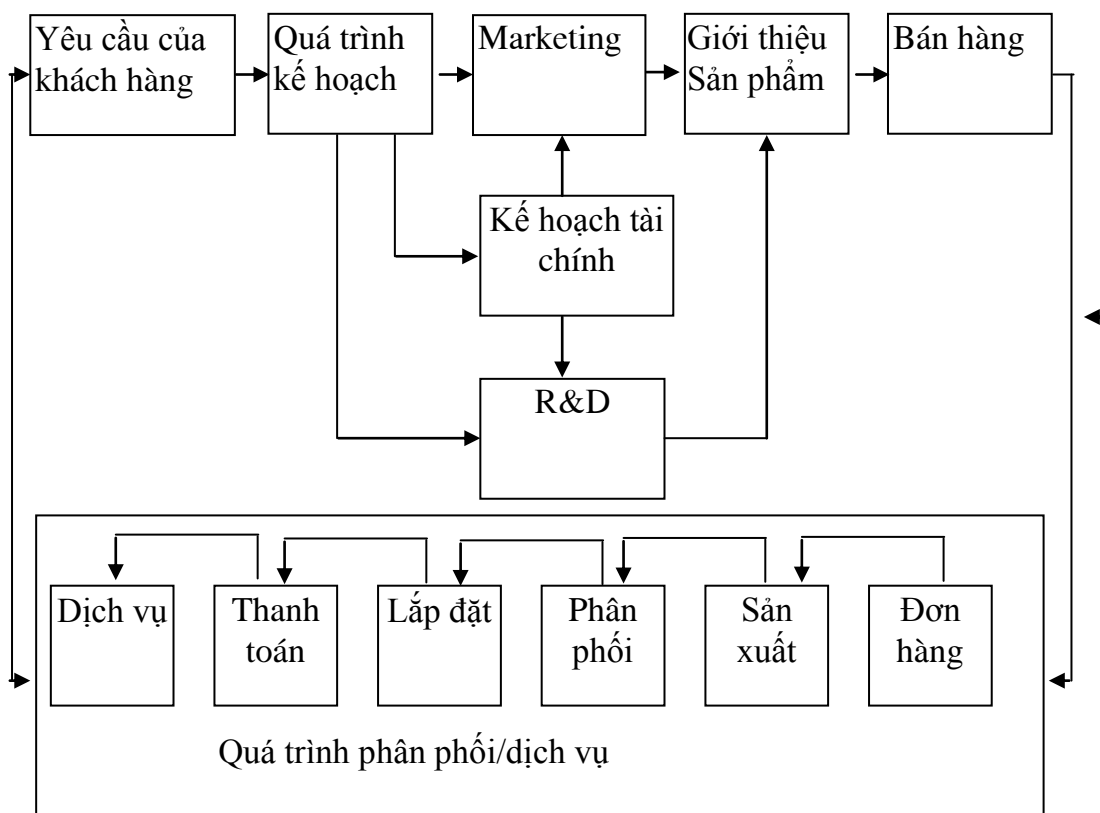 Yêu cầu của
khách hàng
Quá trình
kế hoạch
Marketing
Giới thiệu
Sản phẩm
Bán hàng
Kế hoạch tài
chính
R&D
Dịch vụ
Thanh
toán
Lắp đặt
Phân
phối
Sản
xuất
Đơn
hàng
Quá trình phân phối/dịch vụ